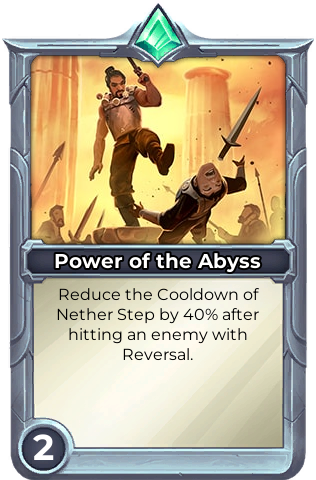 Power of the Abyss
Reduce the Cooldown of
Nether Step by 40% after
hitting an enemy with
Reversal.
2